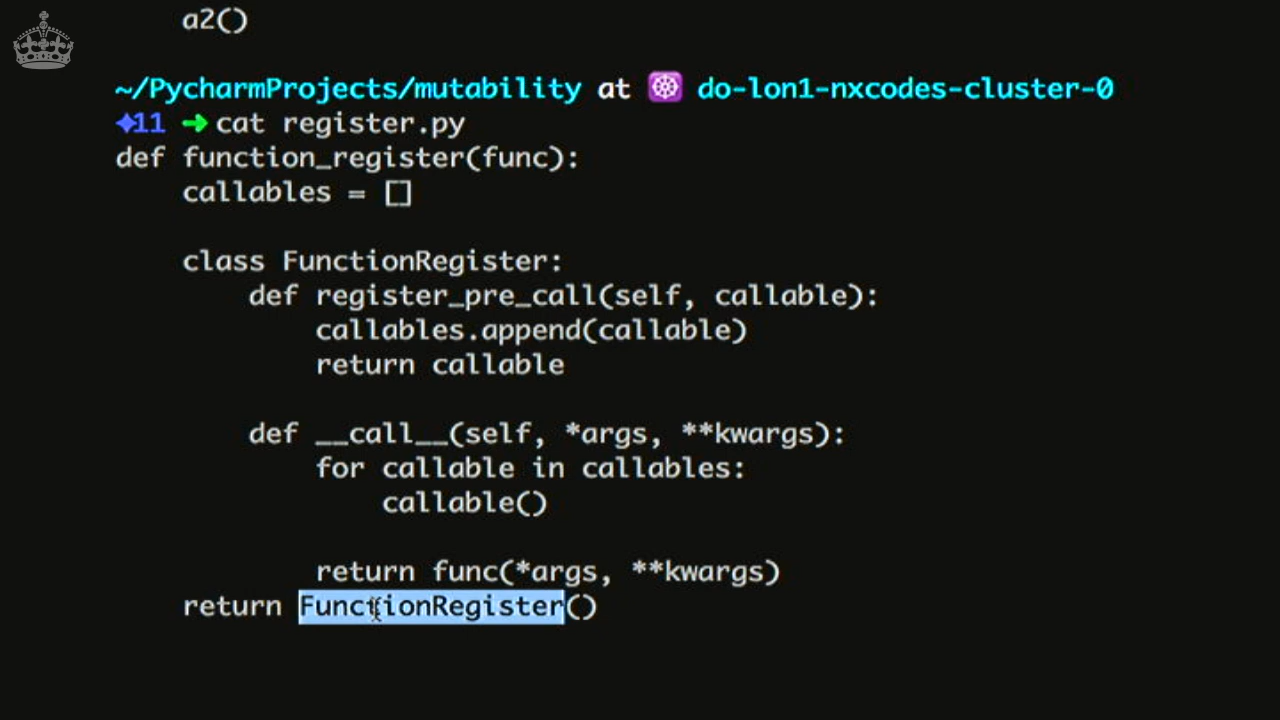 a2()
~/PycharmProjects/mutability at ☸ do-lon1-nxcodes-cluster-0
✦11 ➜ cat register.py
def function_register(func):
    callables = []
    class FunctionRegister:
        def register_pre_call(self, callable):
            callables.append(callable)
            return callable
        def __call__(self, *args, **kwargs):
            for callable in callables:
                callable()
            return func(*args, **kwargs)
    return FunctionRegister()